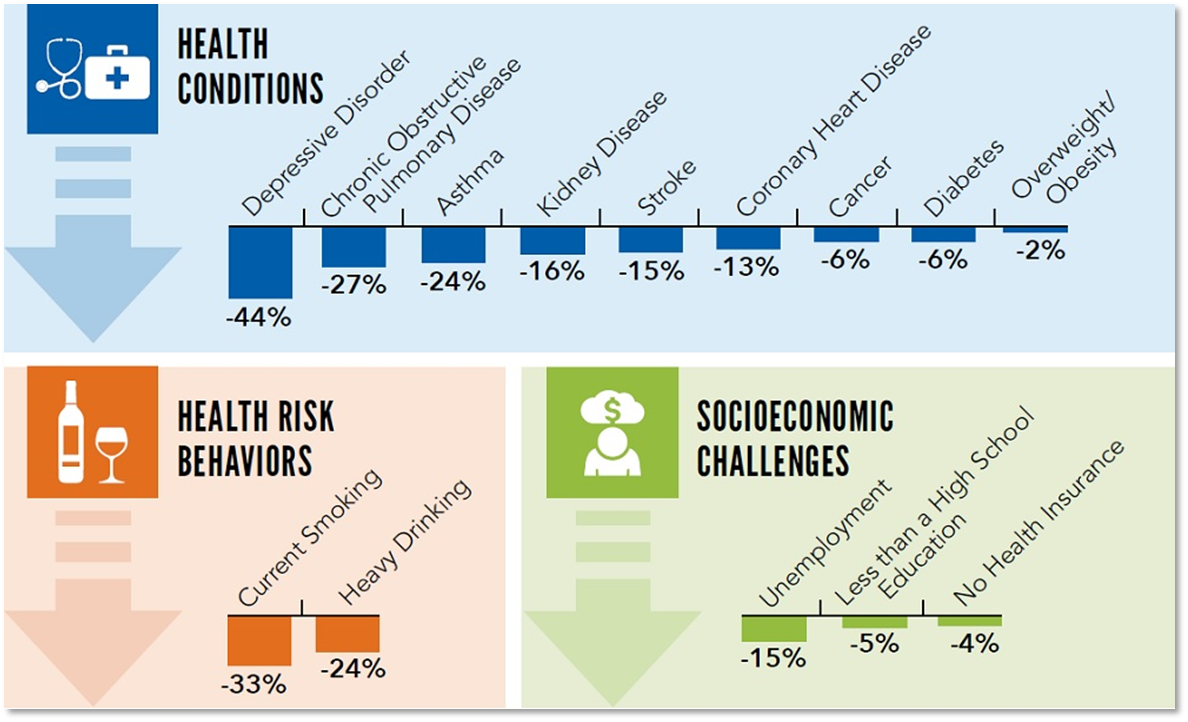 HEALTH
CONDITIONS
Depressive Disorder
Chronic Obstructive
Pulmonary Disease
Asthma
Kidney Disease
Stroke
Coronary Heart Disease
Cancer
Diabetes
Overweight/
Obesity
-44%
-27%
-24%
-16%
-15%
-13%
-6%
-6%
-2%
HEALTH RISK
BEHAVIORS
Current Smoking
Heavy Drinking
-33%
-24%
$
SOCIOECONOMIC
CHALLENGES
Unemployment
Less than a High School
Education
No Health Insurance
-15%
-5%
-4%